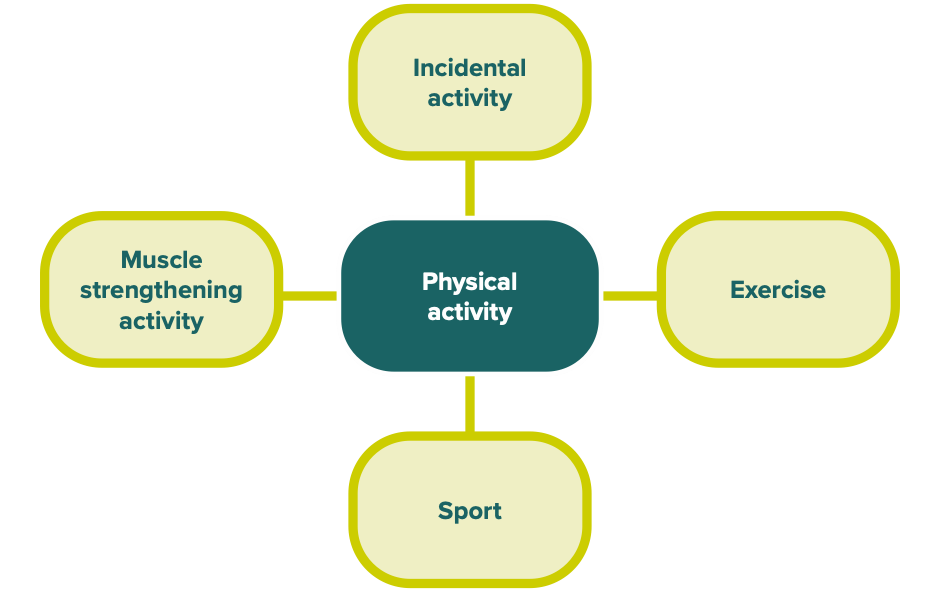 Incidental
activity
Muscle
strengthening
activity
Physical
activity
Exercise
Sport